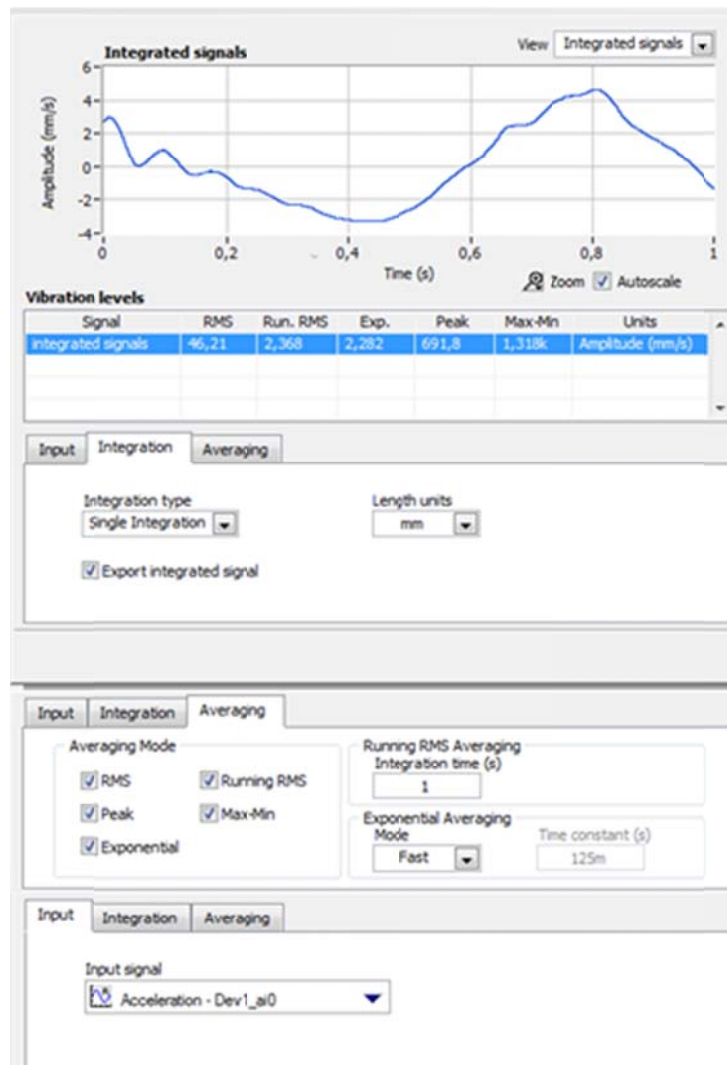 Integrated signals
View Integrated signals
Amplitude (mm/s)
6
4
2
0
-2
-4
0 0,2 0,4 0,6 0,8 1
Time (s)
Zoom Autoscale
Vibration levels
Signal RMS Run. RMS Exp. Peak Max-Mn Units
integrated signals 46,21 2,368 2,282 691,8 1,318k Amplitude (mm/s)
Input Integration Averaging
Integration type Length units
Single Integration mm
Export integrated signal
Input Integration Averaging
Averaging Mode Running RMS Averaging
Integration time (s)
RMS Running RMS 1
Peak Max-Min Exponential Averaging
Mode Time constant (s)
Exponential Fast 125m
Input Integration Averaging
Input signal
Acceleration - Dev1_ai0